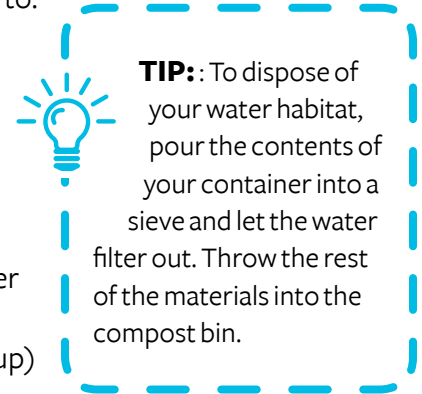 to.
TIP: : To dispose of
your water habitat,
pour the contents of
your container into a
sieve and let the water
filter out. Throw the rest
of the materials into the
compost bin.
er
up)